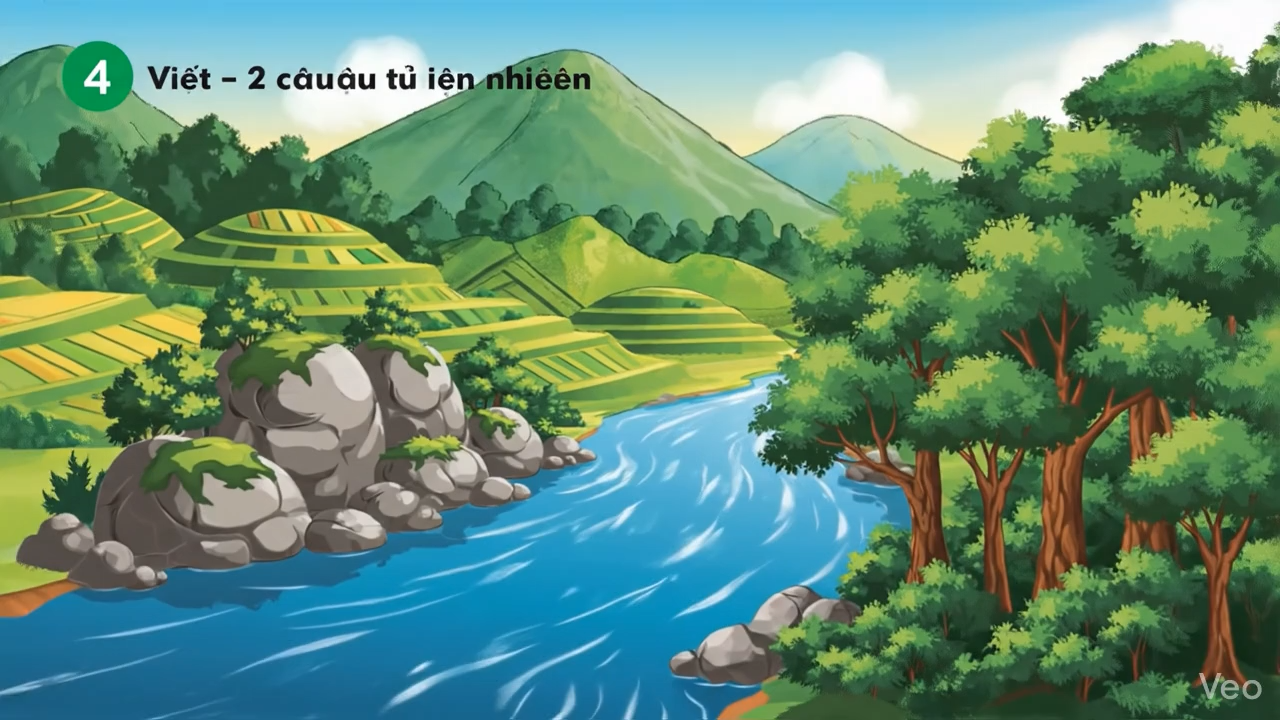 4 Viết – 2 câuậu tủ iện nhiêên
Veo